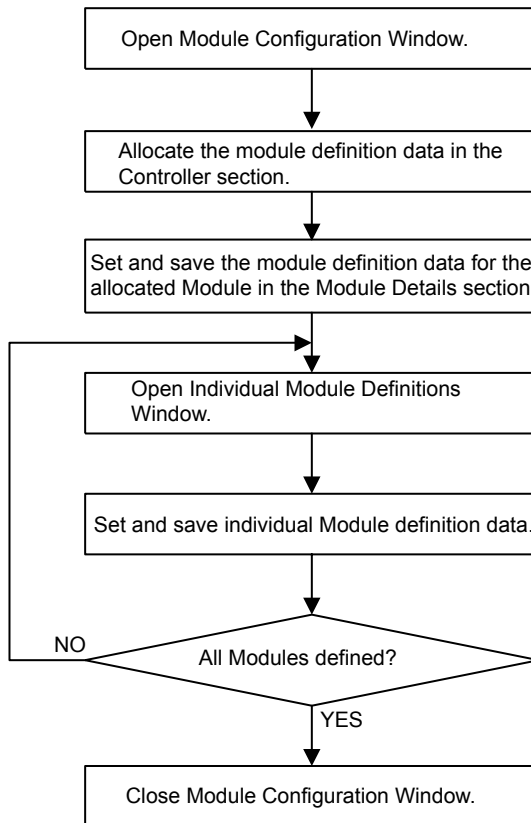 Open Module Configuration Window.
Allocate the module definition data in the
Controller section.
Set and save the module definition data for the
allocated Module in the Module Details section
Open Individual Module Definitions
Window.
Set and save individual Module definition data.
NO
All Modules defined?
YES
Close Module Configuration Window.